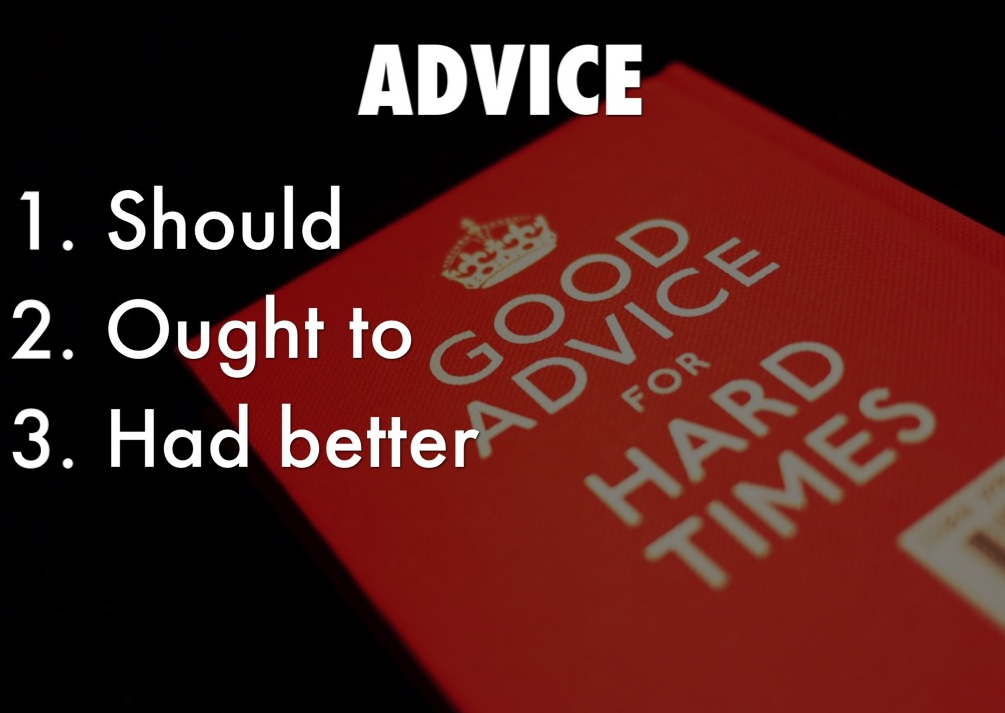 ADVICE
1. Should
2. Ought to
3. Had better
GOOD
ADVICE
FOR
HARD
TIMES